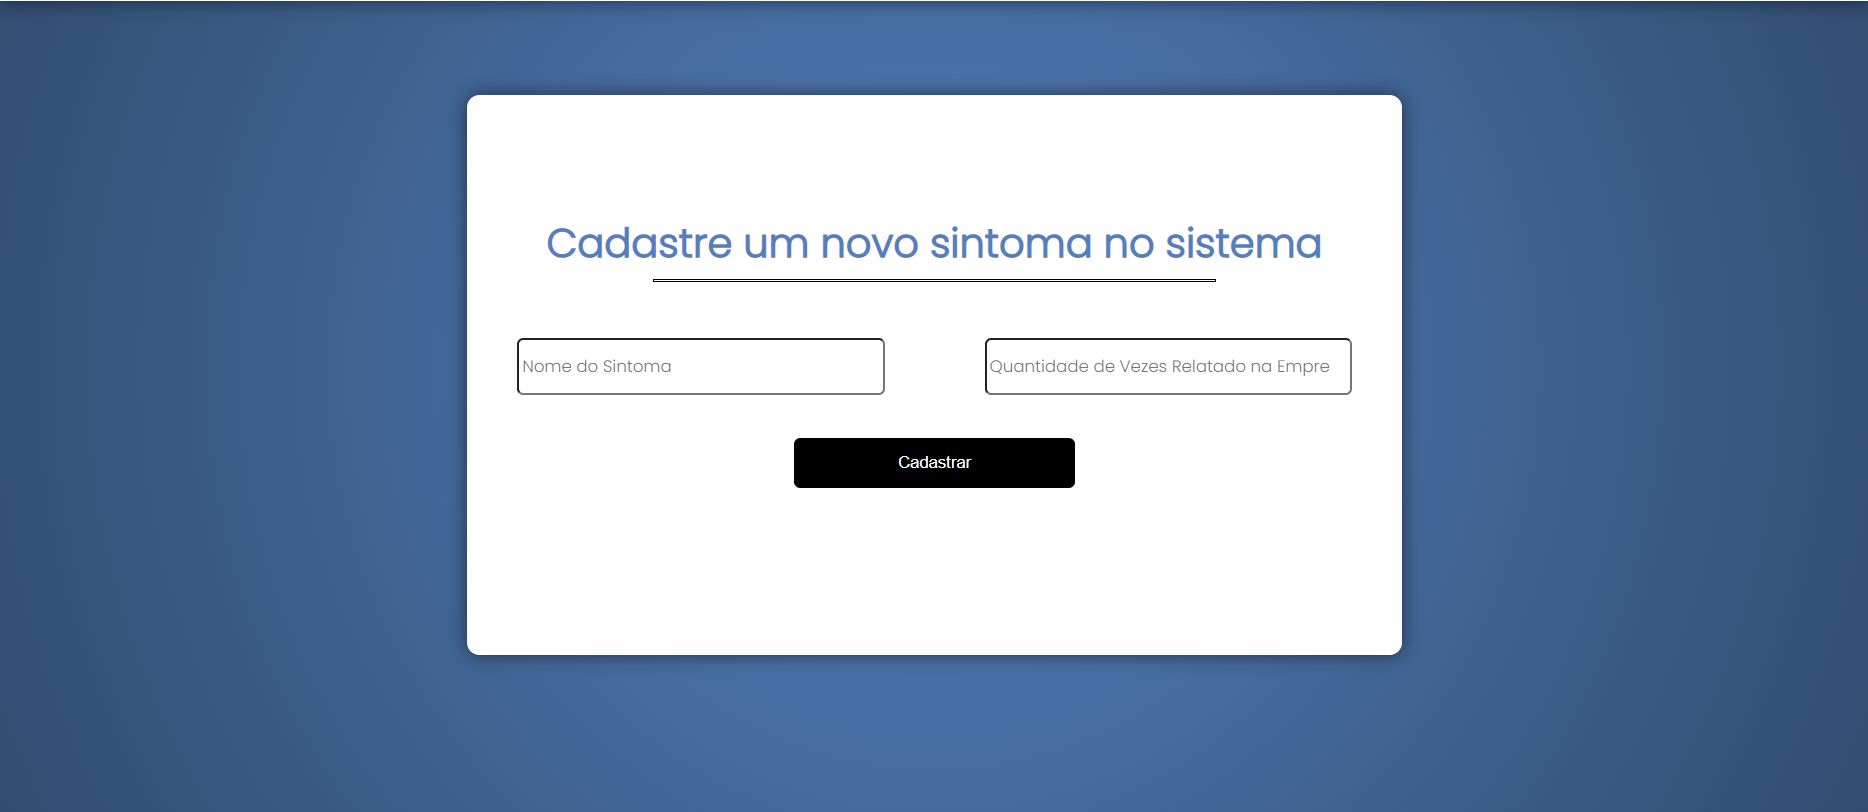 Cadastre um novo sintoma no sistema
Nome do Sintoma
Quantidade de Vezes Relatado na Empre
Cadastrar